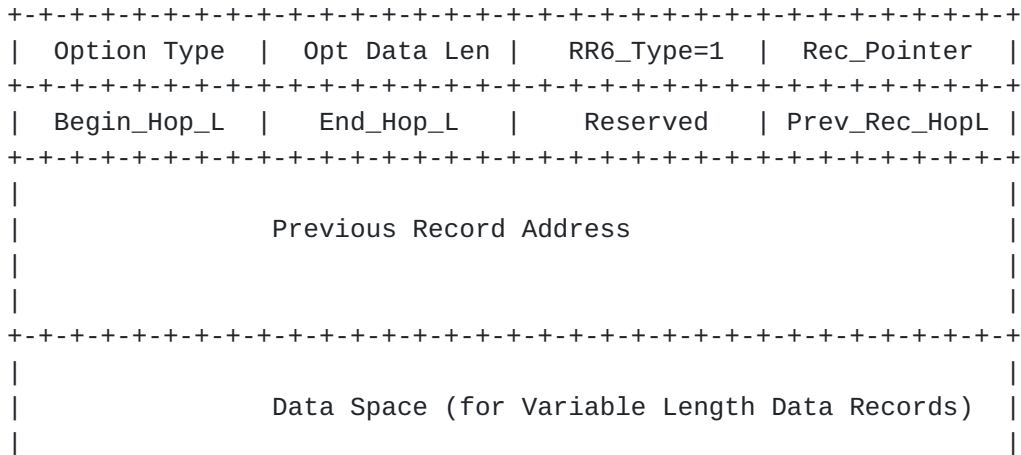 +-+-+-+-+-+-+-+-+-+-+-+-+-+-+-+-+-+-+-+-+-+-+-+-+-+-+-+-+-+-+-+-+
|  Option Type  |  Opt Data Len |   RR6_Type=1  |  Rec_Pointer  |
+-+-+-+-+-+-+-+-+-+-+-+-+-+-+-+-+-+-+-+-+-+-+-+-+-+-+-+-+-+-+-+-+
|  Begin_Hop_L  |   End_Hop_L   |    Reserved   | Prev_Rec_HopL |
+-+-+-+-+-+-+-+-+-+-+-+-+-+-+-+-+-+-+-+-+-+-+-+-+-+-+-+-+-+-+-+-+
|                                                               |
|                Previous Record Address                        |
|                                                               |
|                                                               |
+-+-+-+-+-+-+-+-+-+-+-+-+-+-+-+-+-+-+-+-+-+-+-+-+-+-+-+-+-+-+-+-+
|                                                               |
|                Data Space (for Variable Length Data Records)  |
|                                                               |